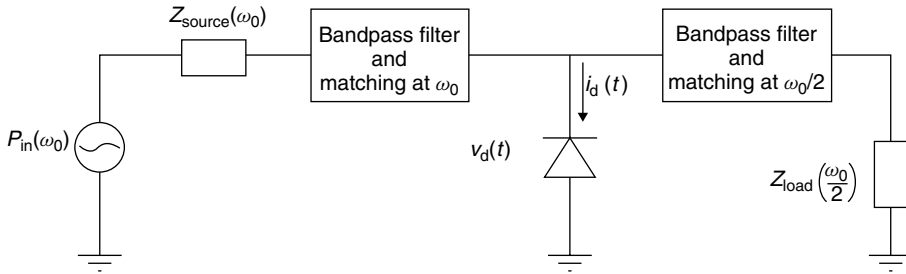 Z_source(ω₀)
Bandpass filter
and
matching at ω₀
Bandpass filter
and
matching at ω₀/2
i_d (t)
P_in(ω₀)
v_d(t)
Z_load(ω₀/2)